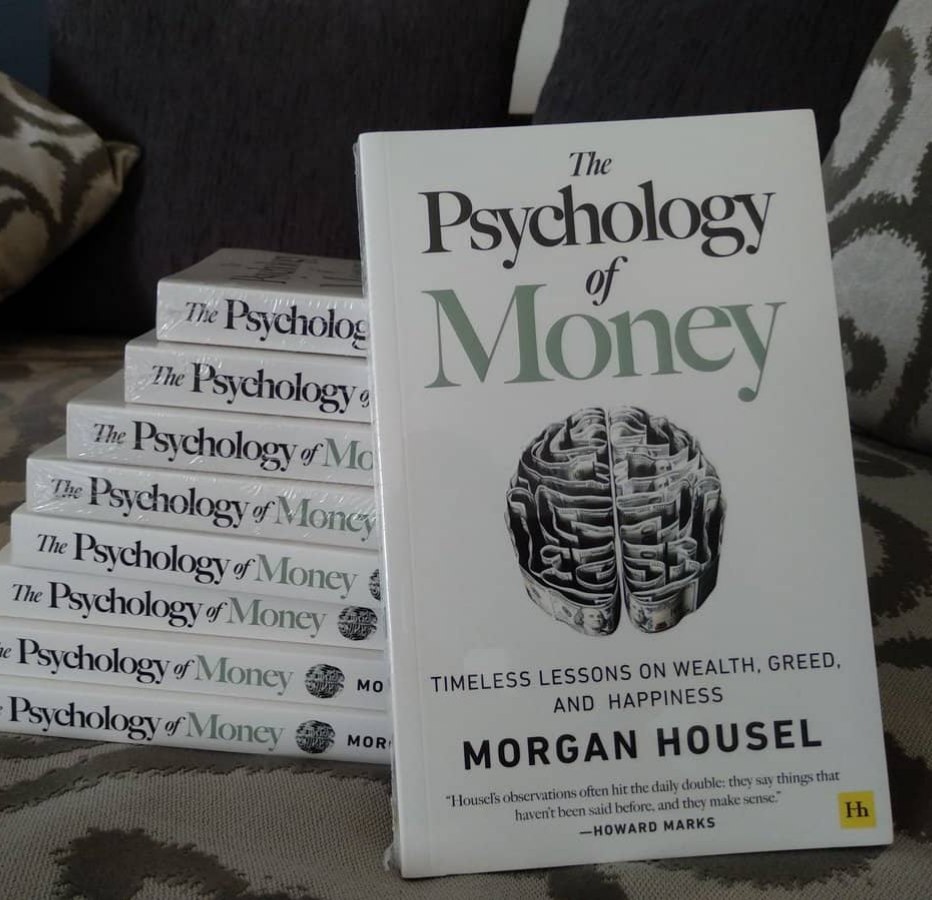 The
Psychology
of
Money
TIMELESS LESSONS ON WEALTH, GREED,
AND HAPPINESS
MORGAN HOUSEL
“Housel’s observations often hit the daily double: they say things that
haven’t been said before, and they make sense.”
—HOWARD MARKS
Hh
The Psycholog
The Psychology o
The Psychology of Mo
The Psychology of Money
The Psychology of Money
The Psychology of Money
he Psychology of Money MO
Psychology of Money MOR